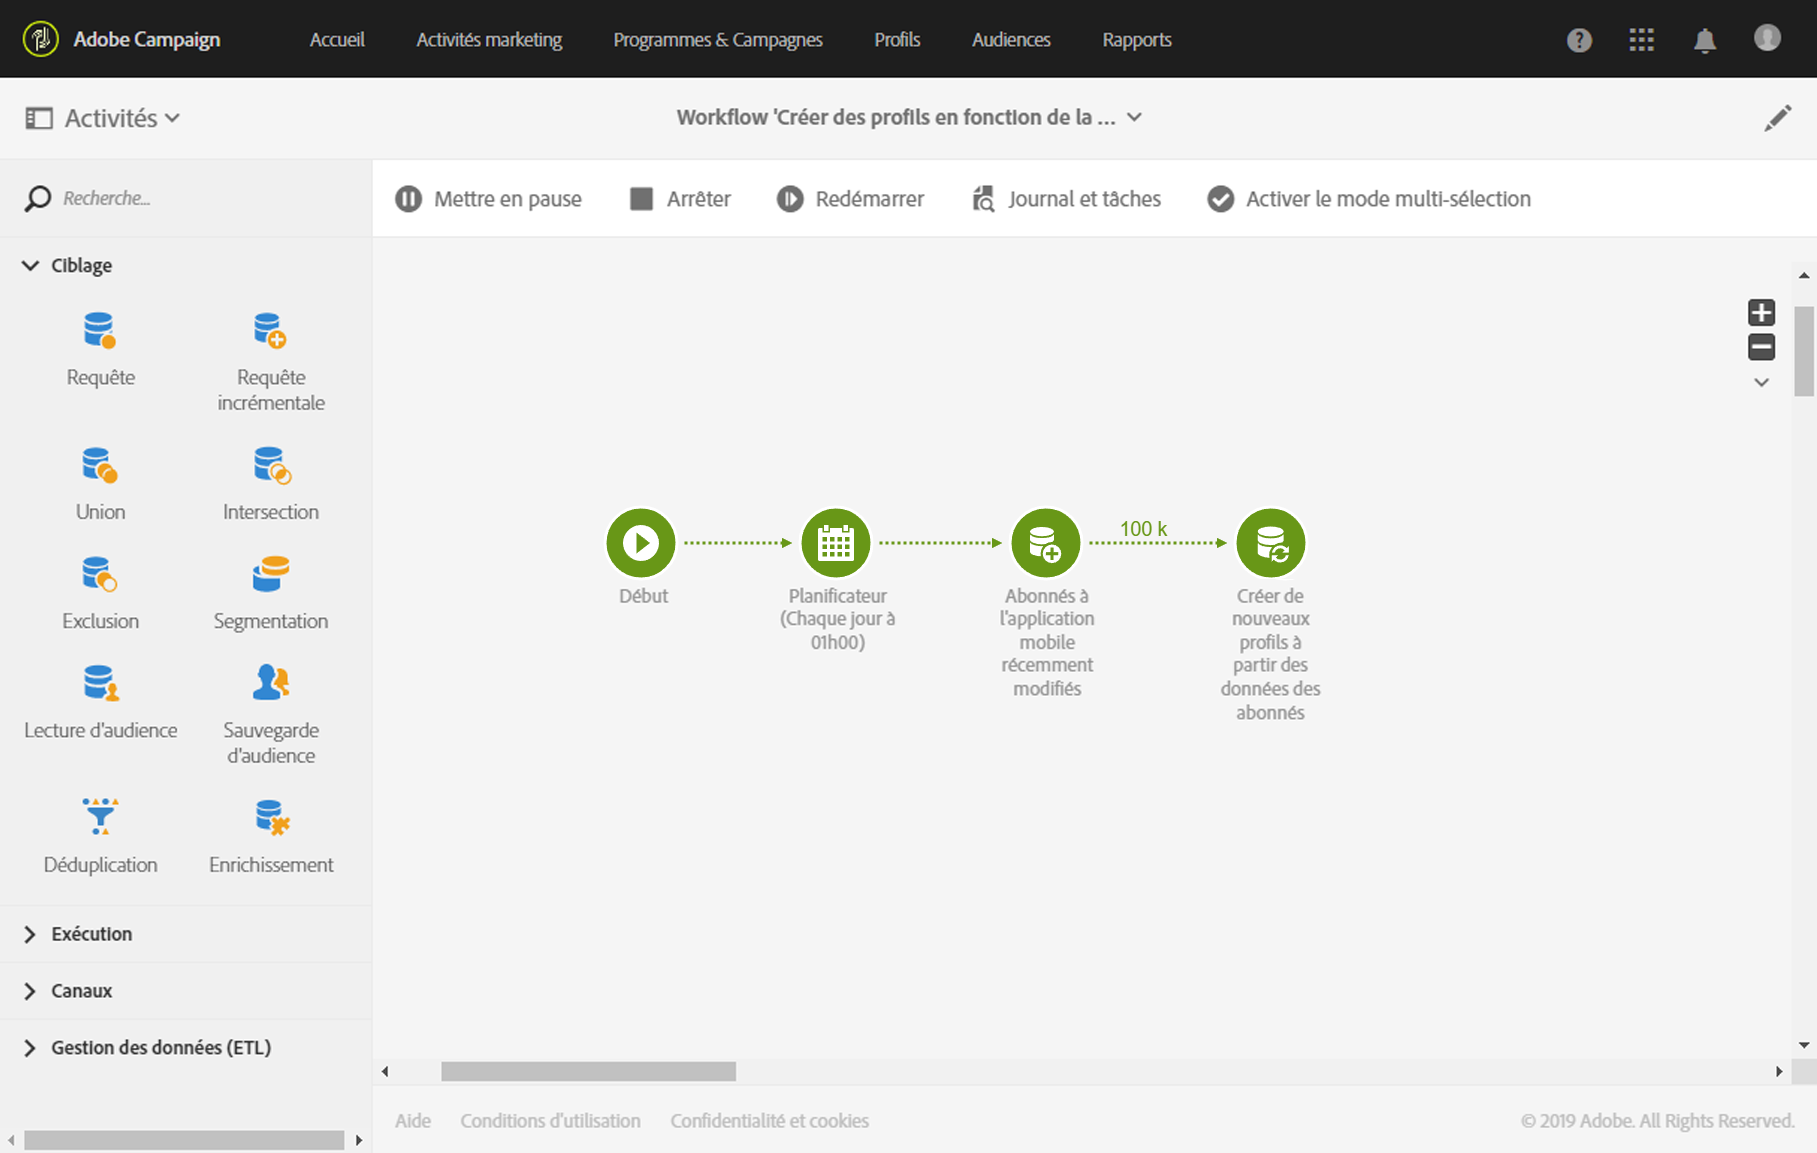 Adobe Campaign
Accueil
Activités marketing
Programmes & Campagnes
Profils
Audiences
Rapports
Activités
Workflow 'Créer des profils en fonction de la ...
Recherche...
Mettre en pause
Arrêter
Redémarrer
Journal et tâches
Activer le mode multi-sélection
Ciblage
Requête
Requête
incrémentale
Union
Intersection
Exclusion
Segmentation
Lecture d'audience
Sauvegarde
d'audience
Déduplication
Enrichissement
Exécution
Canaux
Gestion des données (ETL)
Début
Planificateur
(Chaque jour à
01h00)
Abonnés à
l'application
mobile
récemment
modifiés
100 k
Créer de
nouveaux
profils à
partir des
données des
abonnés
Aide
Conditions d'utilisation
Confidentialité et cookies
© 2019 Adobe. All Rights Reserved.